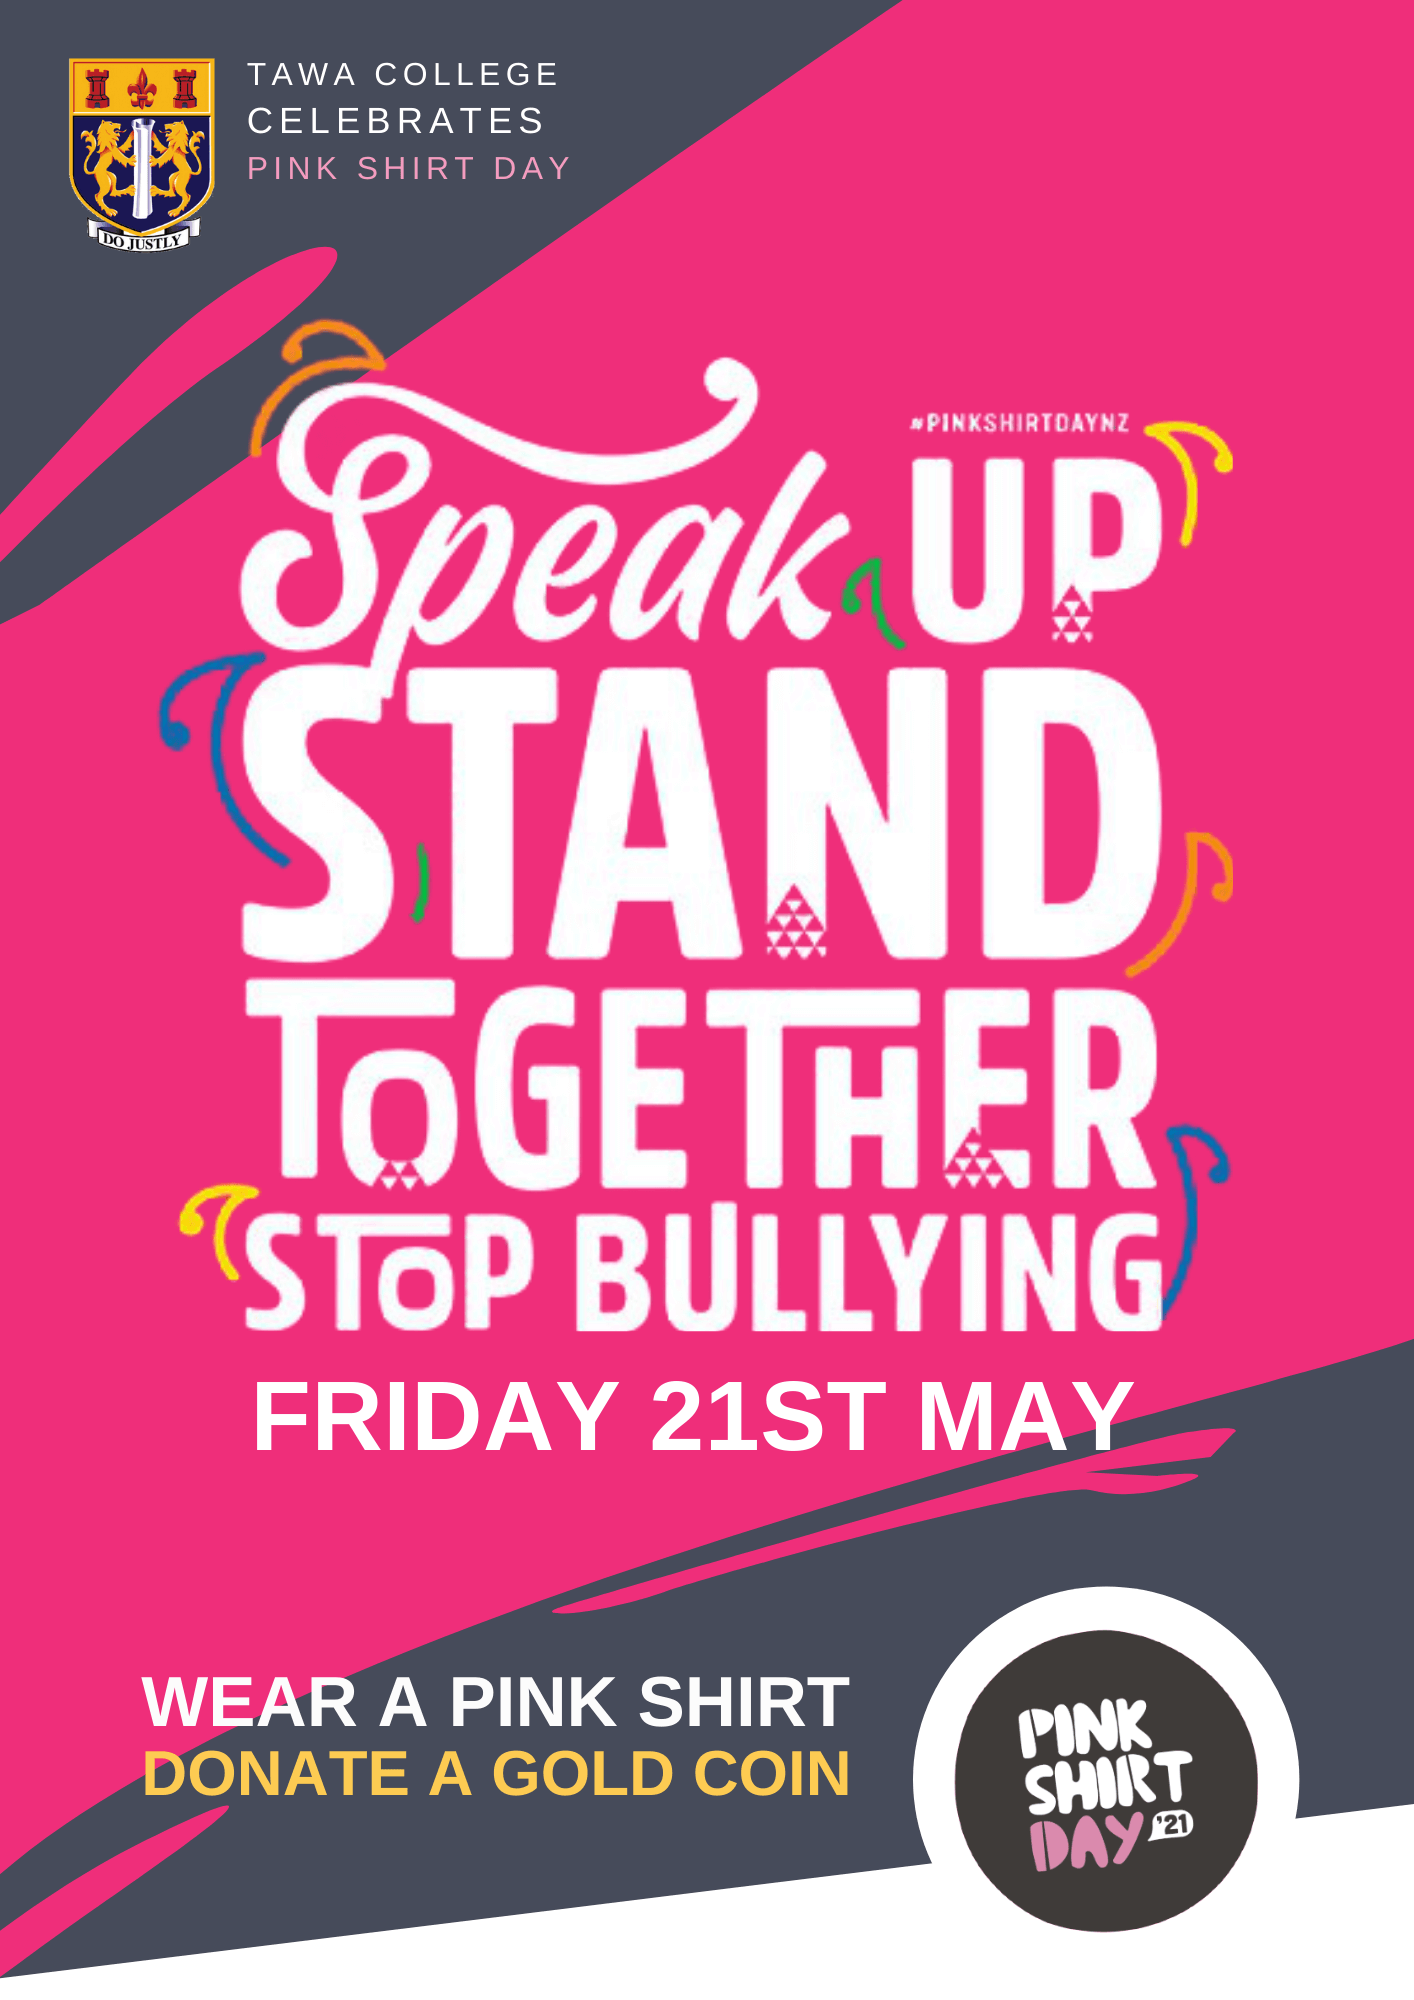 TAWA COLLEGE
CELEBRATES
PINK SHIRT DAY
DO JUSTLY
#PINKSHIRTDAYNZ
Speak UP
STAND
TOGETHER
STOP BULLYING
FRIDAY 21ST MAY
WEAR A PINK SHIRT
DONATE A GOLD COIN
PINK
SHIRT
DAY '21